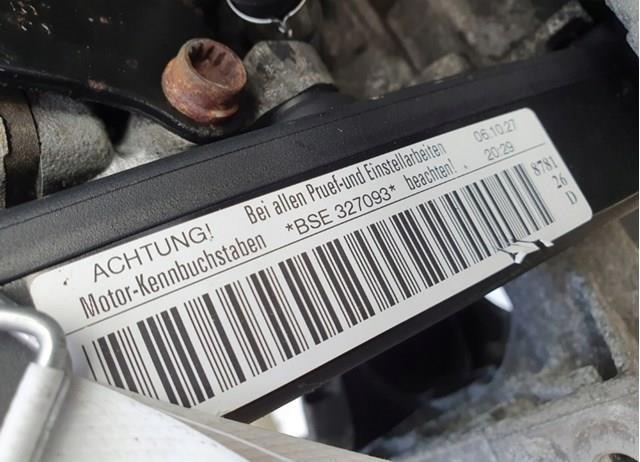 ACHTUNG! Bei allen Pruef-und Einstellarbeiten 06.10.27
Motor-Kennbuchstaben *BSE 327093* beachten! . 20:29
8781
26
D